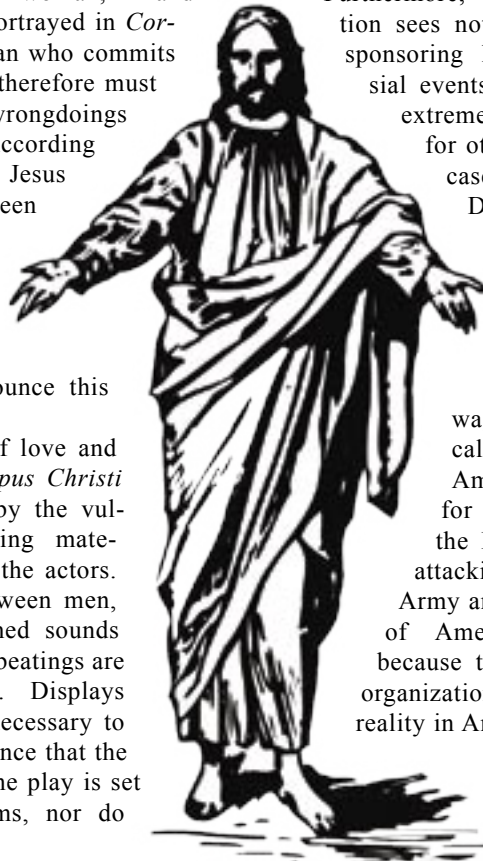 ortrayed in Cor-
an who commits
therefore must
wrongdoings
ccording
Jesus
een
ounce this
f love and
pus Christi
by the vul-
ing mate-
the actors.
ween men,
ned sounds
beatings are
. Displays
ecessary to
nce that the
ne play is set
ms, nor do
tion sees no
sponsoring
sial events
extreme
for ot
case
D
wa
cal
Am
for
the
attacki
Army an
of Ame
because t
organizatio
reality in Ar